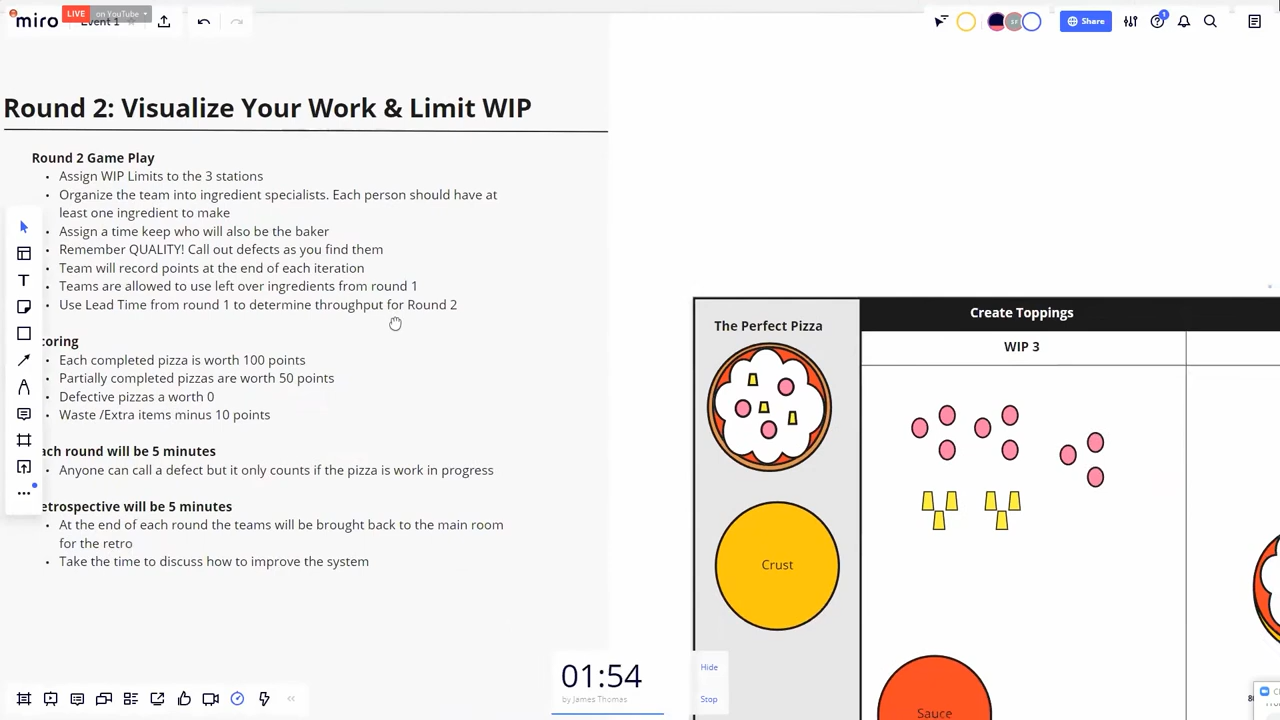 LIVE on YouTube
miro
Event 1
SF
Share
1
Round 2: Visualize Your Work & Limit WIP
Round 2 Game Play
• Assign WIP Limits to the 3 stations
• Organize the team into ingredient specialists. Each person should have at
least one ingredient to make
• Assign a time keep who will also be the baker
• Remember QUALITY! Call out defects as you find them
• Team will record points at the end of each iteration
• Teams are allowed to use left over ingredients from round 1
• Use Lead Time from round 1 to determine throughput for Round 2
coring
• Each completed pizza is worth 100 points
• Partially completed pizzas are worth 50 points
• Defective pizzas a worth 0
• Waste /Extra items minus 10 points
ach round will be 5 minutes
• Anyone can call a defect but it only counts if the pizza is work in progress
etrospective will be 5 minutes
• At the end of each round the teams will be brought back to the main room
for the retro
• Take the time to discuss how to improve the system
The Perfect Pizza
Create Toppings
WIP 3
Crust
Sauce
01:54
by James Thomas
Hide
Stop